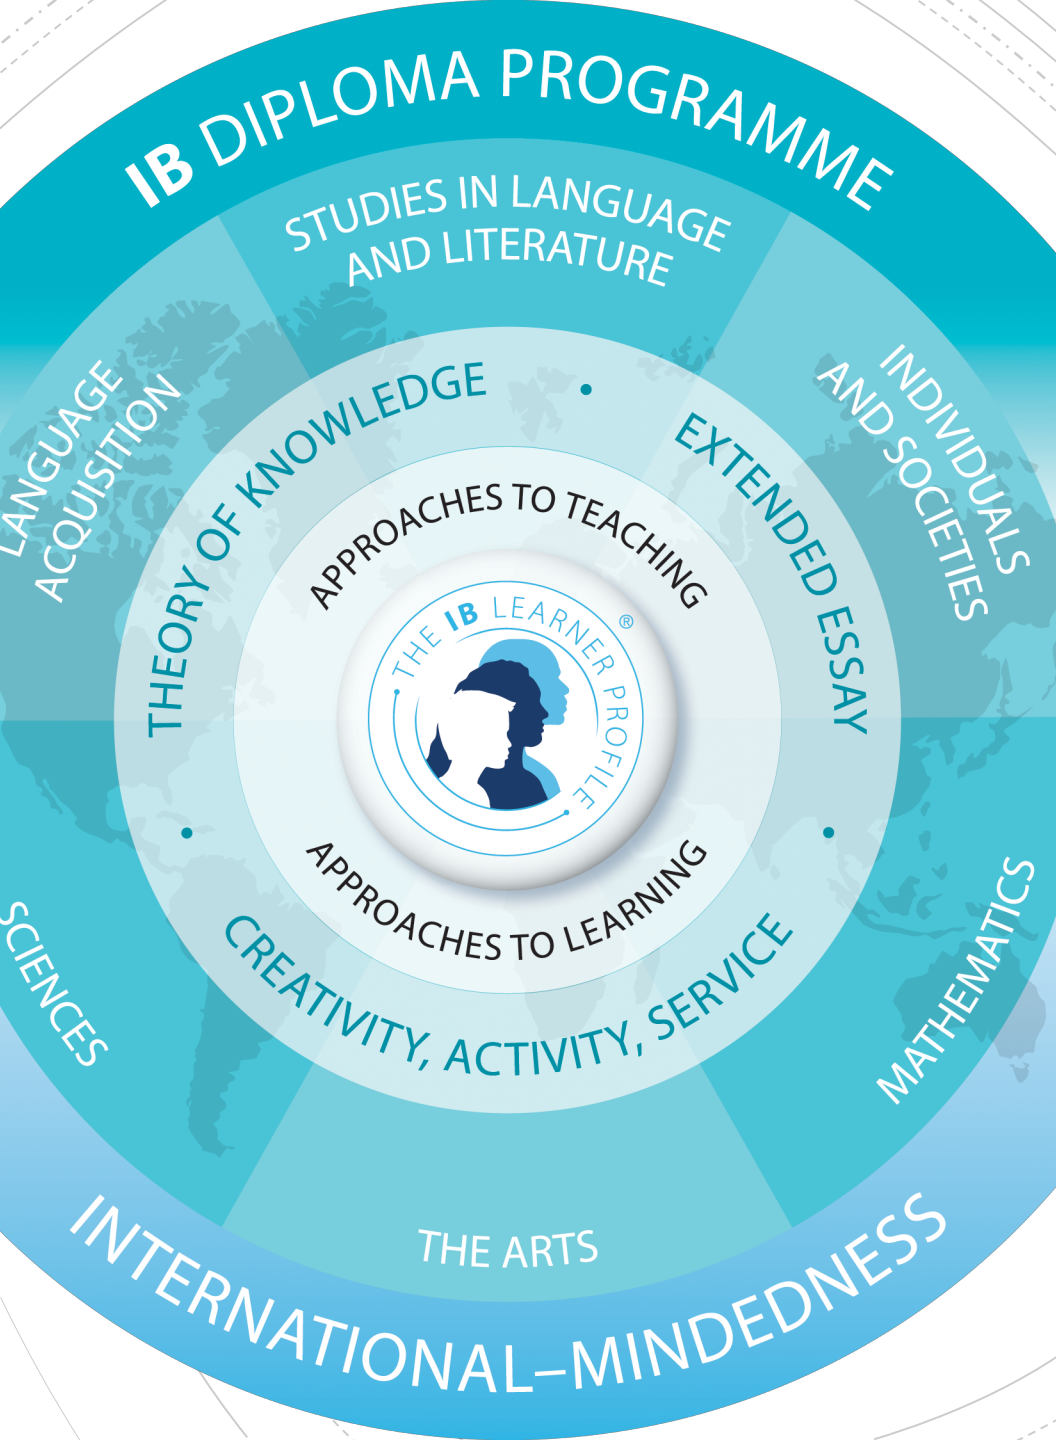 IB DIPLOMA PROGRAMME
STUDIES IN LANGUAGE
AND LITERATURE
LANGUAGE
ACQUISITION
INDIVIDUALS
AND SOCIETIES
THEORY OF KNOWLEDGE
•
EXTENDED ESSAY
APPROACHES TO TEACHING
THE IB LEARNER PROFILE
®
APPROACHES TO LEARNING
•
CREATIVITY, ACTIVITY, SERVICE
•
SCIENCES
MATHEMATICS
THE ARTS
INTERNATIONAL–MINDEDNESS